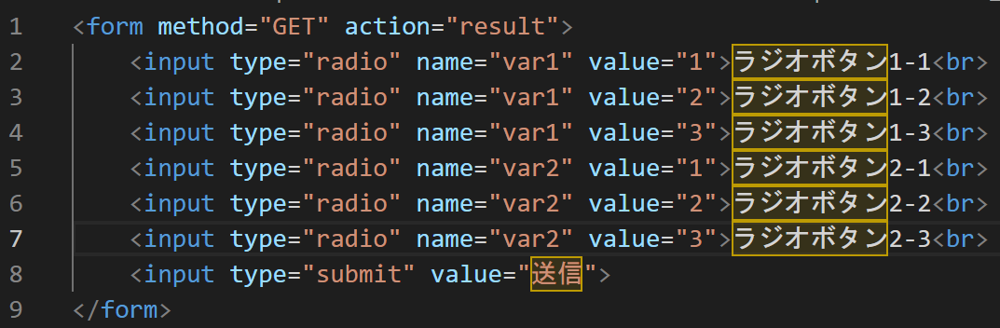 1 <form method="GET" action="result">
2 <input type="radio" name="var1" value="1">ラジオボタン1-1<br>
3 <input type="radio" name="var1" value="2">ラジオボタン1-2<br>
4 <input type="radio" name="var1" value="3">ラジオボタン1-3<br>
5 <input type="radio" name="var2" value="1">ラジオボタン2-1<br>
6 <input type="radio" name="var2" value="2">ラジオボタン2-2<br>
7 <input type="radio" name="var2" value="3">ラジオボタン2-3<br>
8 <input type="submit" value="送信">
9 </form>